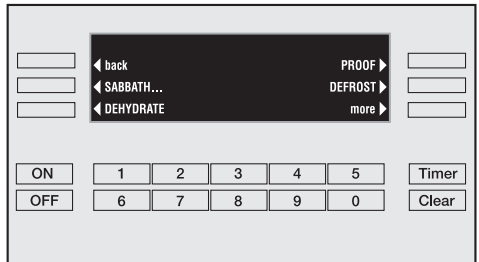 back PROOF
SABBATH... DEFROST
DEHYDRATE more
ON 1 2 3 4 5 Timer
OFF 6 7 8 9 0 Clear